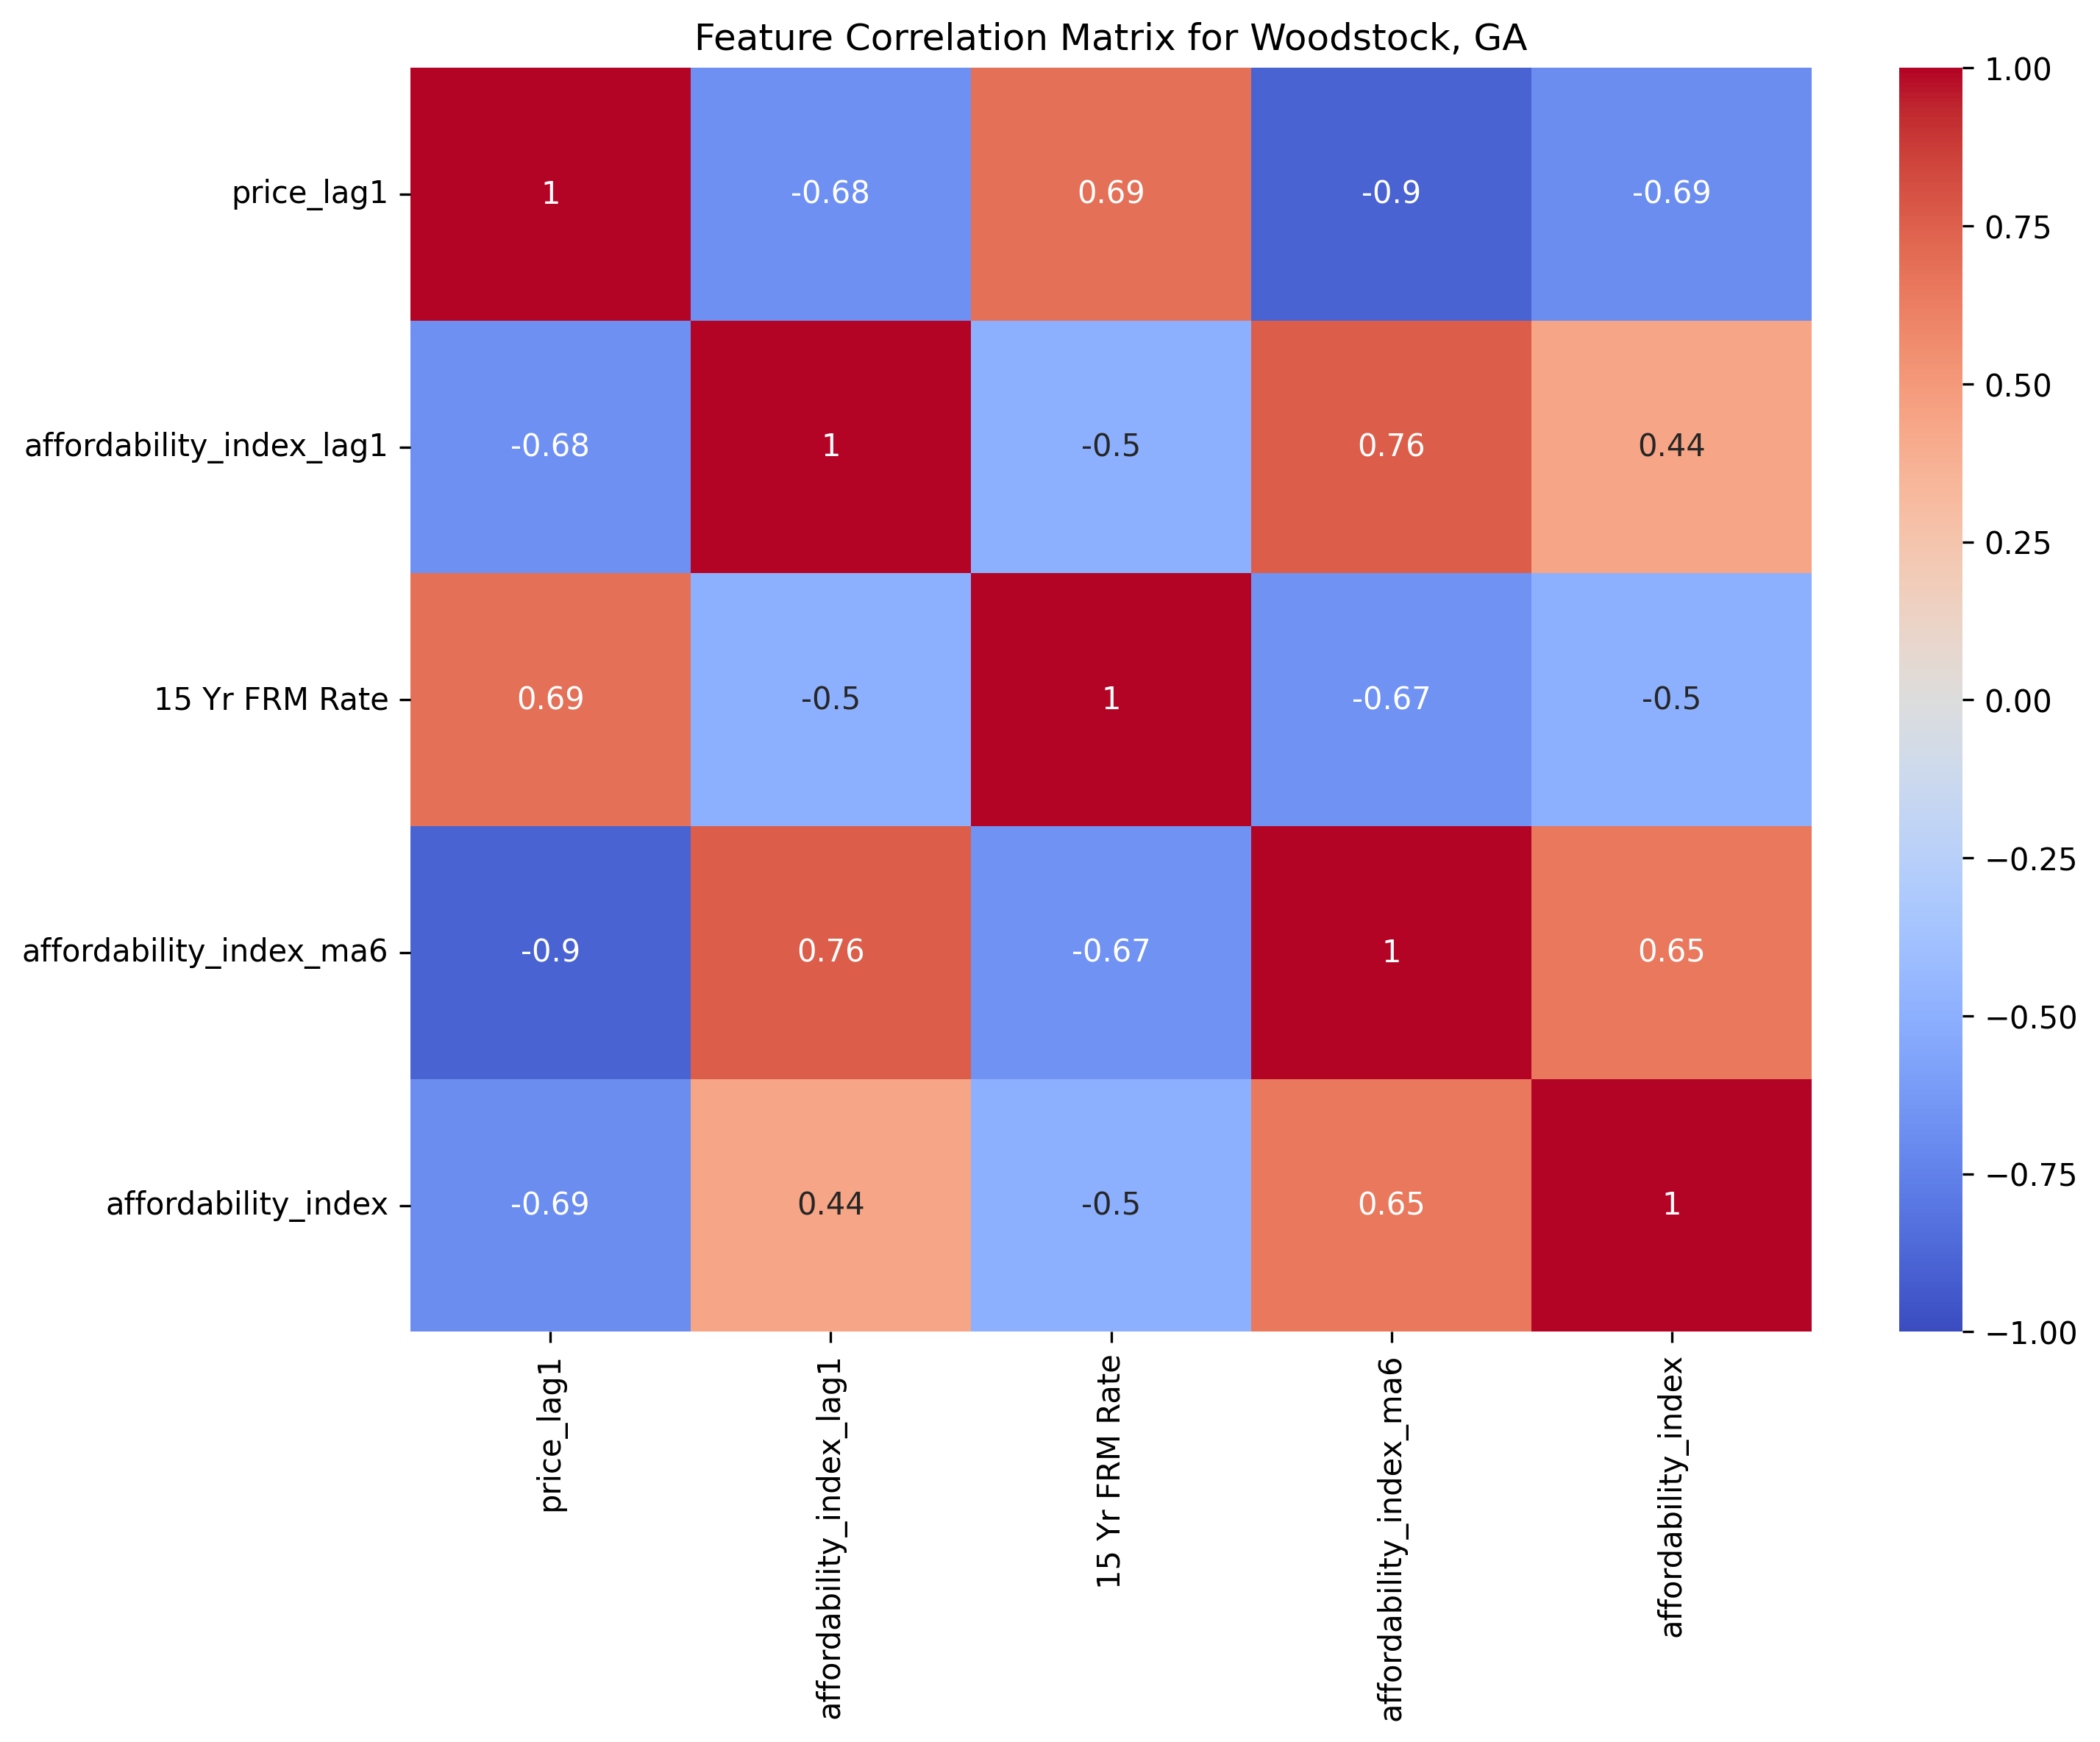 Feature Correlation Matrix for Woodstock, GA
price_lag1 1 -0.68 0.69 -0.9 -0.69
affordability_index_lag1 -0.68 1 -0.5 0.76 0.44
15 Yr FRM Rate 0.69 -0.5 1 -0.67 -0.5
affordability_index_ma6 -0.9 0.76 -0.67 1 0.65
affordability_index -0.69 0.44 -0.5 0.65 1
price_lag1
affordability_index_lag1
15 Yr FRM Rate
affordability_index_ma6
affordability_index
1.00
0.75
0.50
0.25
0.00
−0.25
−0.50
−0.75
−1.00